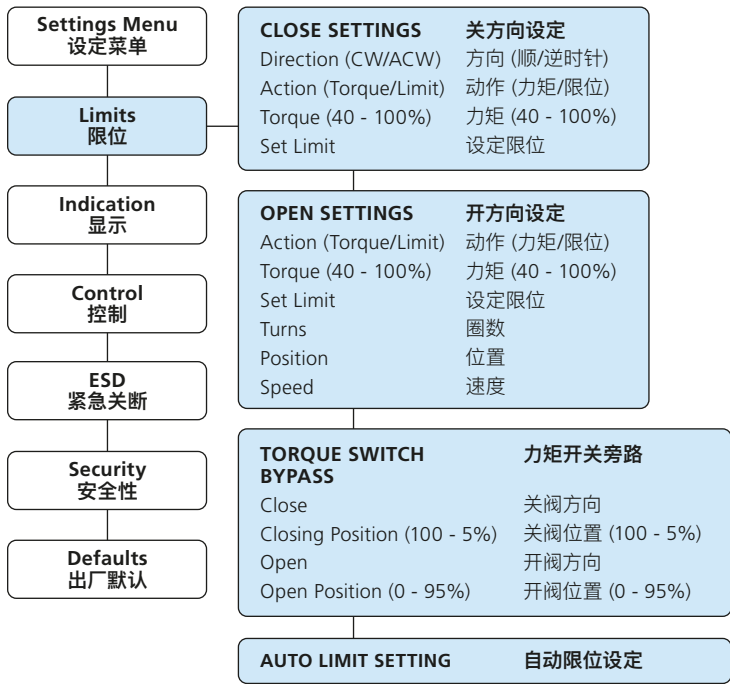 Settings Menu
设定菜单
Limits
限位
Indication
显示
Control
控制
ESD
紧急关断
Security
安全性
Defaults
出厂默认
CLOSE SETTINGS 关方向设定
Direction (CW/ACW) 方向 (顺/逆时针)
Action (Torque/Limit) 动作 (力矩/限位)
Torque (40 - 100%) 力矩 (40 - 100%)
Set Limit 设定限位
OPEN SETTINGS 开方向设定
Action (Torque/Limit) 动作 (力矩/限位)
Torque (40 - 100%) 力矩 (40 - 100%)
Set Limit 设定限位
Turns 圈数
Position 位置
Speed 速度
TORQUE SWITCH 力矩开关旁路
BYPASS
Close 关阀方向
Closing Position (100 - 5%) 关阀位置 (100 - 5%)
Open 开阀方向
Open Position (0 - 95%) 开阀位置 (0 - 95%)
AUTO LIMIT SETTING 自动限位设定